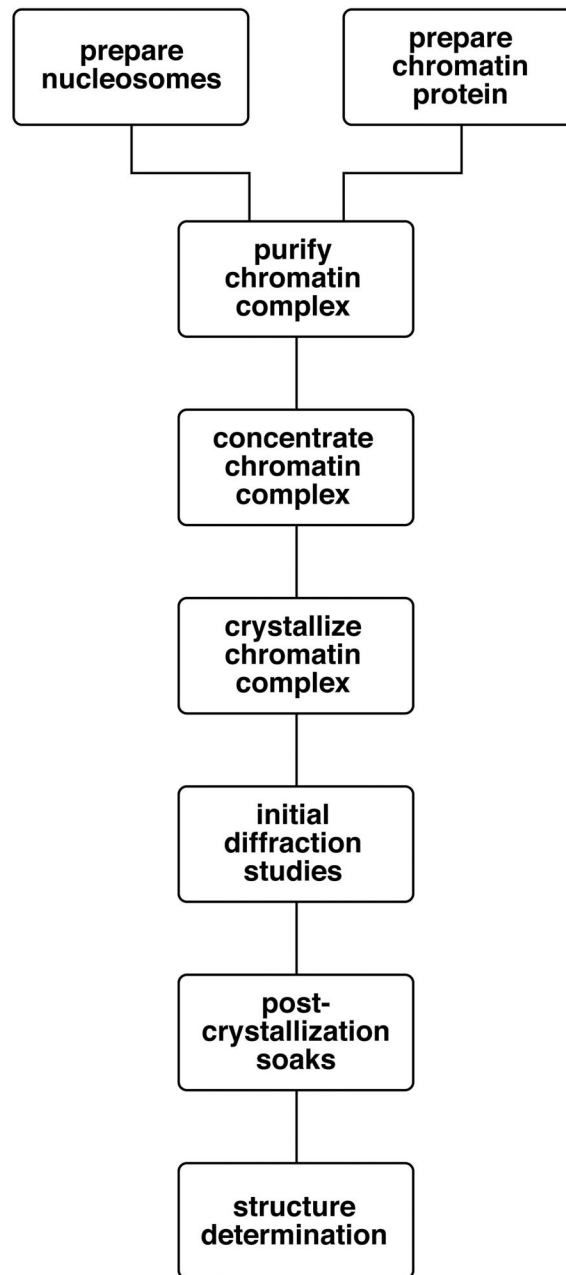 prepare
nucleosomes
prepare
chromatin
protein
purify
chromatin
complex
concentrate
chromatin
complex
crystallize
chromatin
complex
initial
diffraction
studies
post-
crystallization
soaks
structure
determination